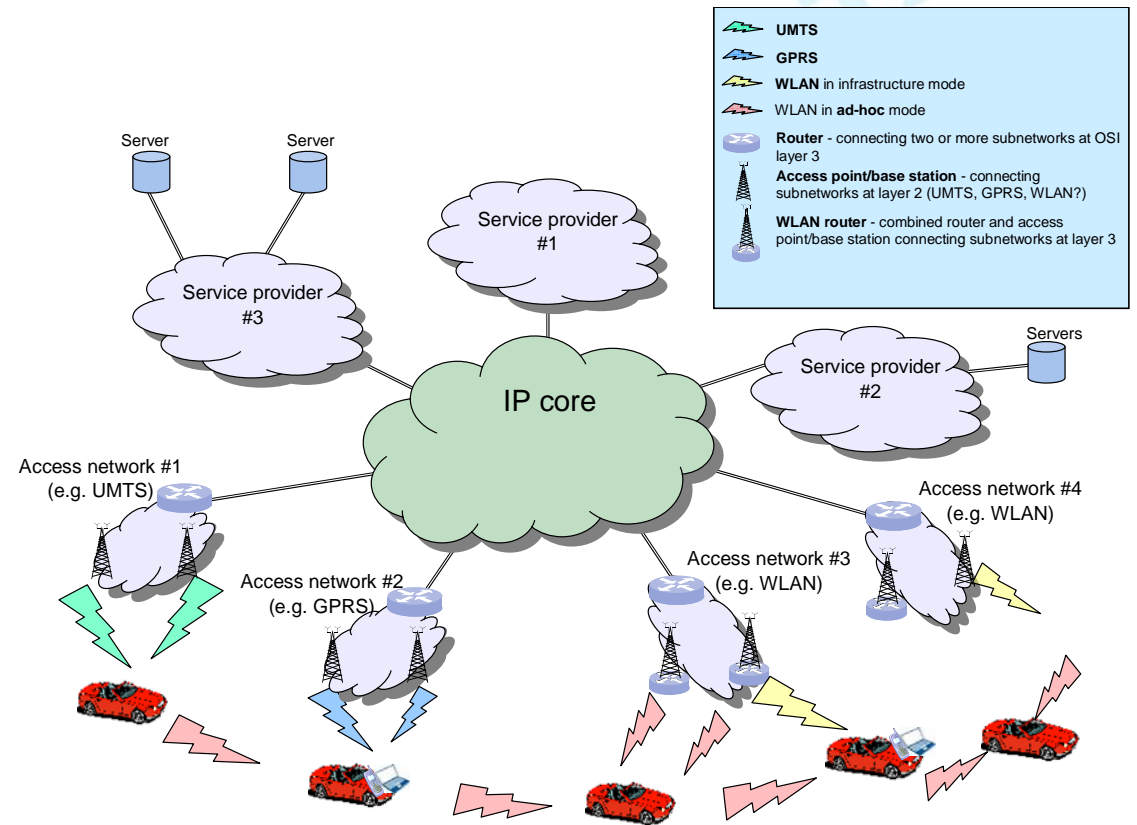 UMTS
GPRS
WLAN in infrastructure mode
WLAN in ad-hoc mode
Router - connecting two or more subnetworks at OSI
layer 3
Access point/base station - connecting
subnetworks at layer 2 (UMTS, GPRS, WLAN?)
WLAN router - combined router and access
point/base station connecting subnetworks at layer 3
Server
Server
Service provider
#1
Service provider
#3
Servers
Service provider
#2
IP core
Access network #1
(e.g. UMTS)
Access network #4
(e.g. WLAN)
Access network #2
(e.g. GPRS)
Access network #3
(e.g. WLAN)